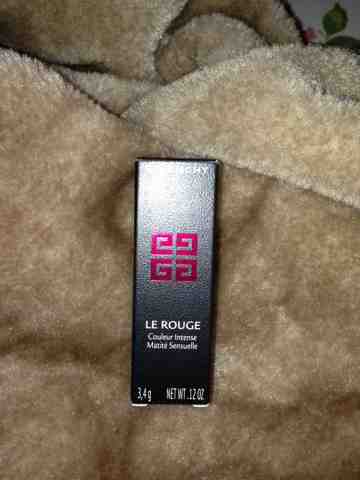 GIVENCHY
LE ROUGE
Couleur Intense
Matité Sensuelle
3,4 g NET WT. .12 OZ.